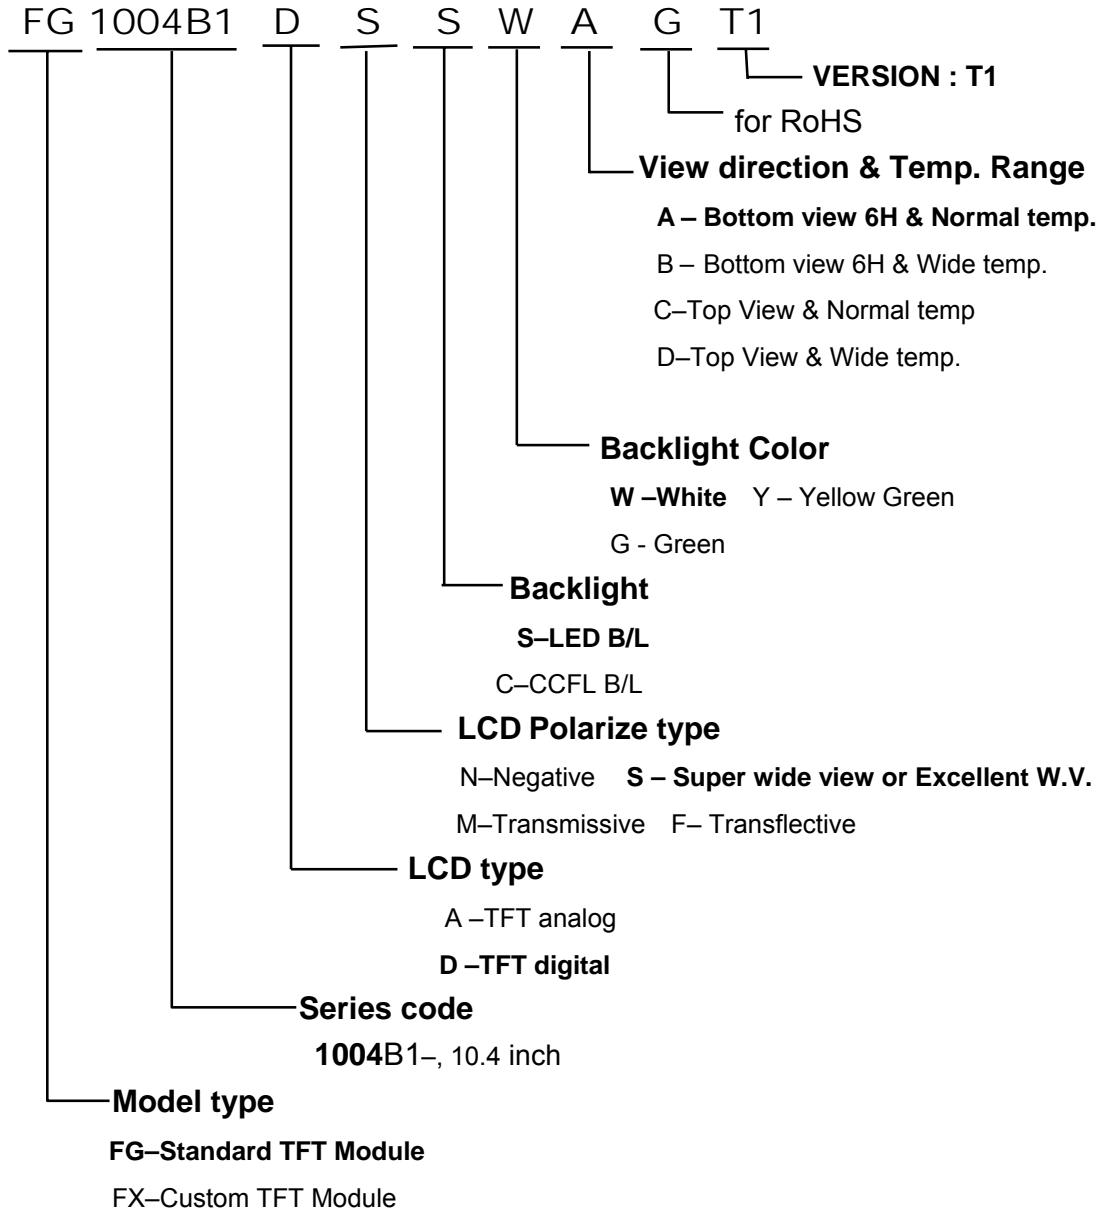 FG 1004B1 D S S W A G T1
VERSION : T1
for RoHS
View direction & Temp. Range
A – Bottom view 6H & Normal temp.
B – Bottom view 6H & Wide temp.
C–Top View & Normal temp
D–Top View & Wide temp.
Backlight Color
W –White Y – Yellow Green
G - Green
Backlight
S–LED B/L
C–CCFL B/L
LCD Polarize type
N–Negative S – Super wide view or Excellent W.V.
M–Transmissive F– Transflective
LCD type
A –TFT analog
D –TFT digital
Series code
1004B1–, 10.4 inch
Model type
FG–Standard TFT Module
FX–Custom TFT Module